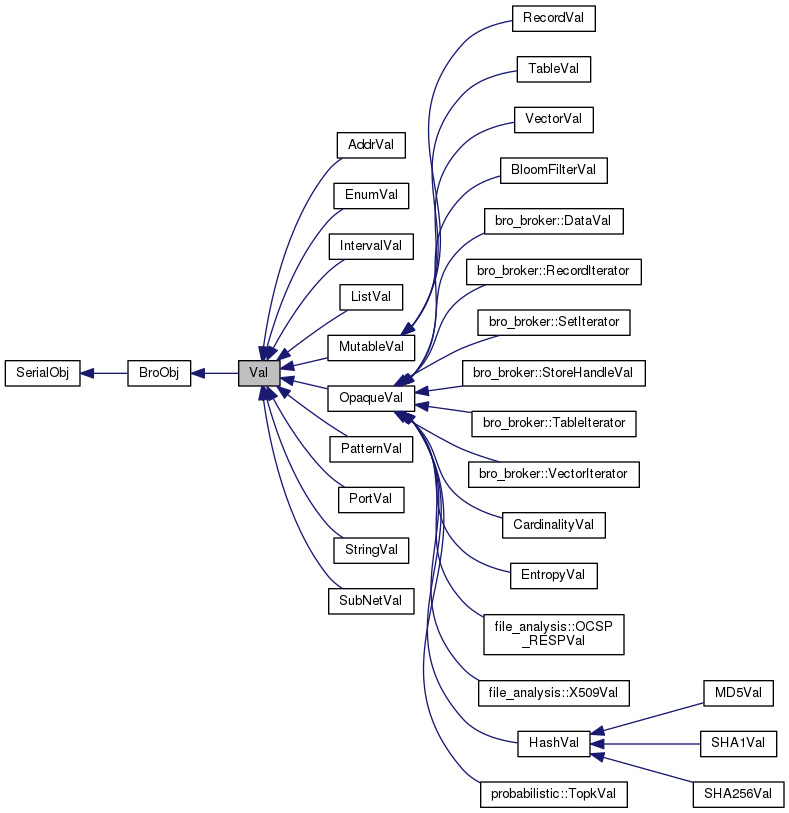 RecordVal
TableVal
VectorVal
AddrVal
BloomFilterVal
EnumVal
bro_broker::DataVal
IntervalVal
bro_broker::RecordIterator
ListVal
bro_broker::SetIterator
MutableVal
SerialObj
BroObj
Val
bro_broker::StoreHandleVal
OpaqueVal
bro_broker::TableIterator
PatternVal
bro_broker::VectorIterator
PortVal
CardinalityVal
StringVal
EntropyVal
SubNetVal
file_analysis::OCSP
_RESPVal
file_analysis::X509Val
MD5Val
HashVal
SHA1Val
probabilistic::TopkVal
SHA256Val